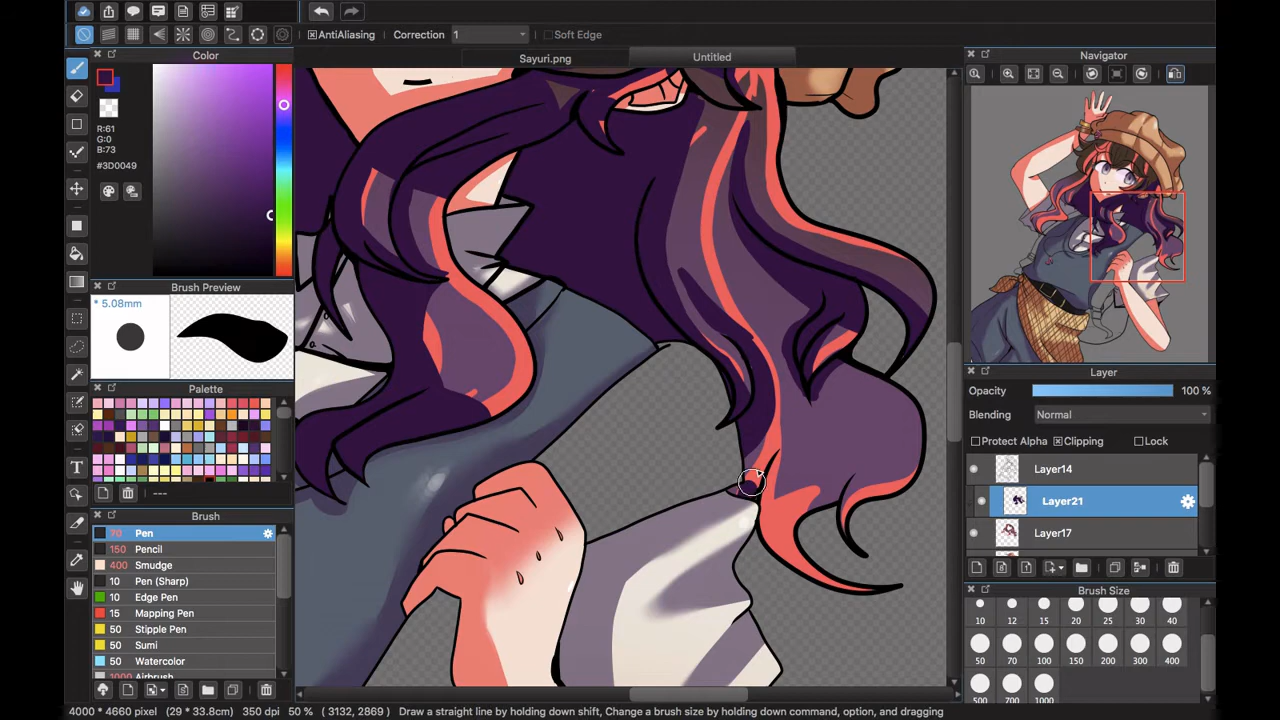 AntiAliasing Correction 1 Soft Edge
Color
Sayuri.png
Untitled
Navigator
R:61
G:0
B:73
#3D0049
Brush Preview
* 5.08mm
Palette
---
Brush
70 Pen
150 Pencil
400 Smudge
10 Pen (Sharp)
10 Edge Pen
15 Mapping Pen
50 Stipple Pen
50 Sumi
50 Watercolor
1000 Airbrush
Layer
Opacity 100 %
Blending Normal
Protect Alpha Clipping Lock
Layer14
Layer21
Layer17
Brush Size
10 12 15 20 25 30 40
50 70 100 150 200 300 400
500 700 1000
4000 * 4660 pixel (29 * 33.8cm) 350 dpi 50 % ( 3132, 2869 ) Draw a straight line by holding down shift, Change a brush size by holding down command, option, and dragging